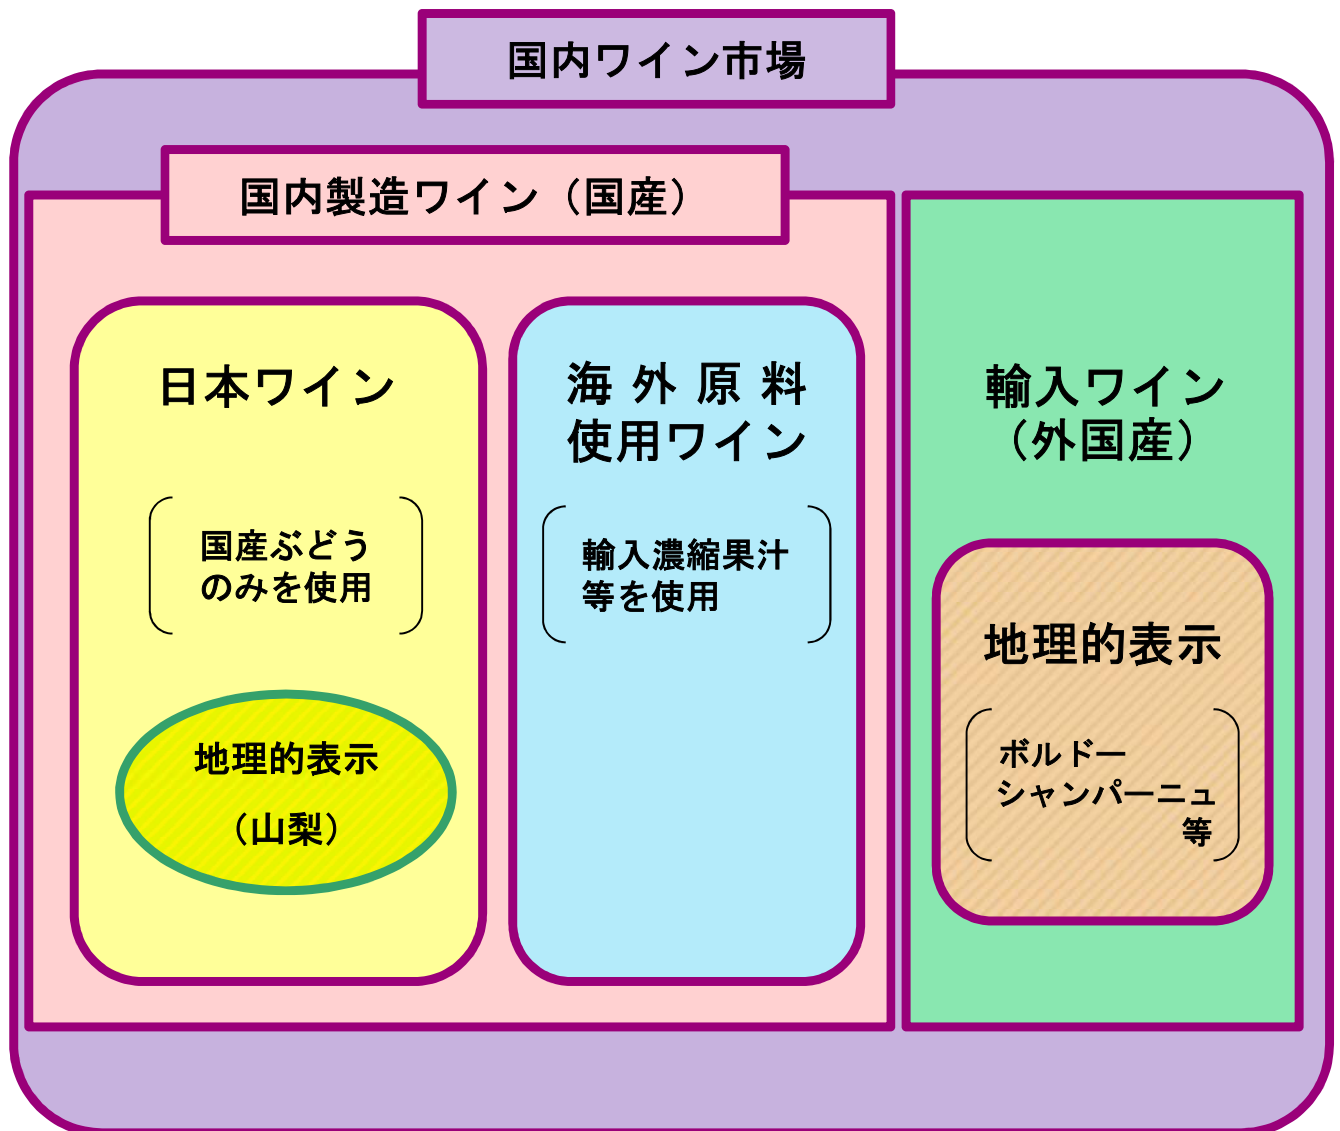 国内ワイン市場
国内製造ワイン（国産）
日本ワイン
国産ぶどう
のみを使用
地理的表示
（山梨）
海外原料
使用ワイン
輸入濃縮果汁
等を使用
輸入ワイン
（外国産）
地理的表示
ボルドー
シャンパーニュ
等